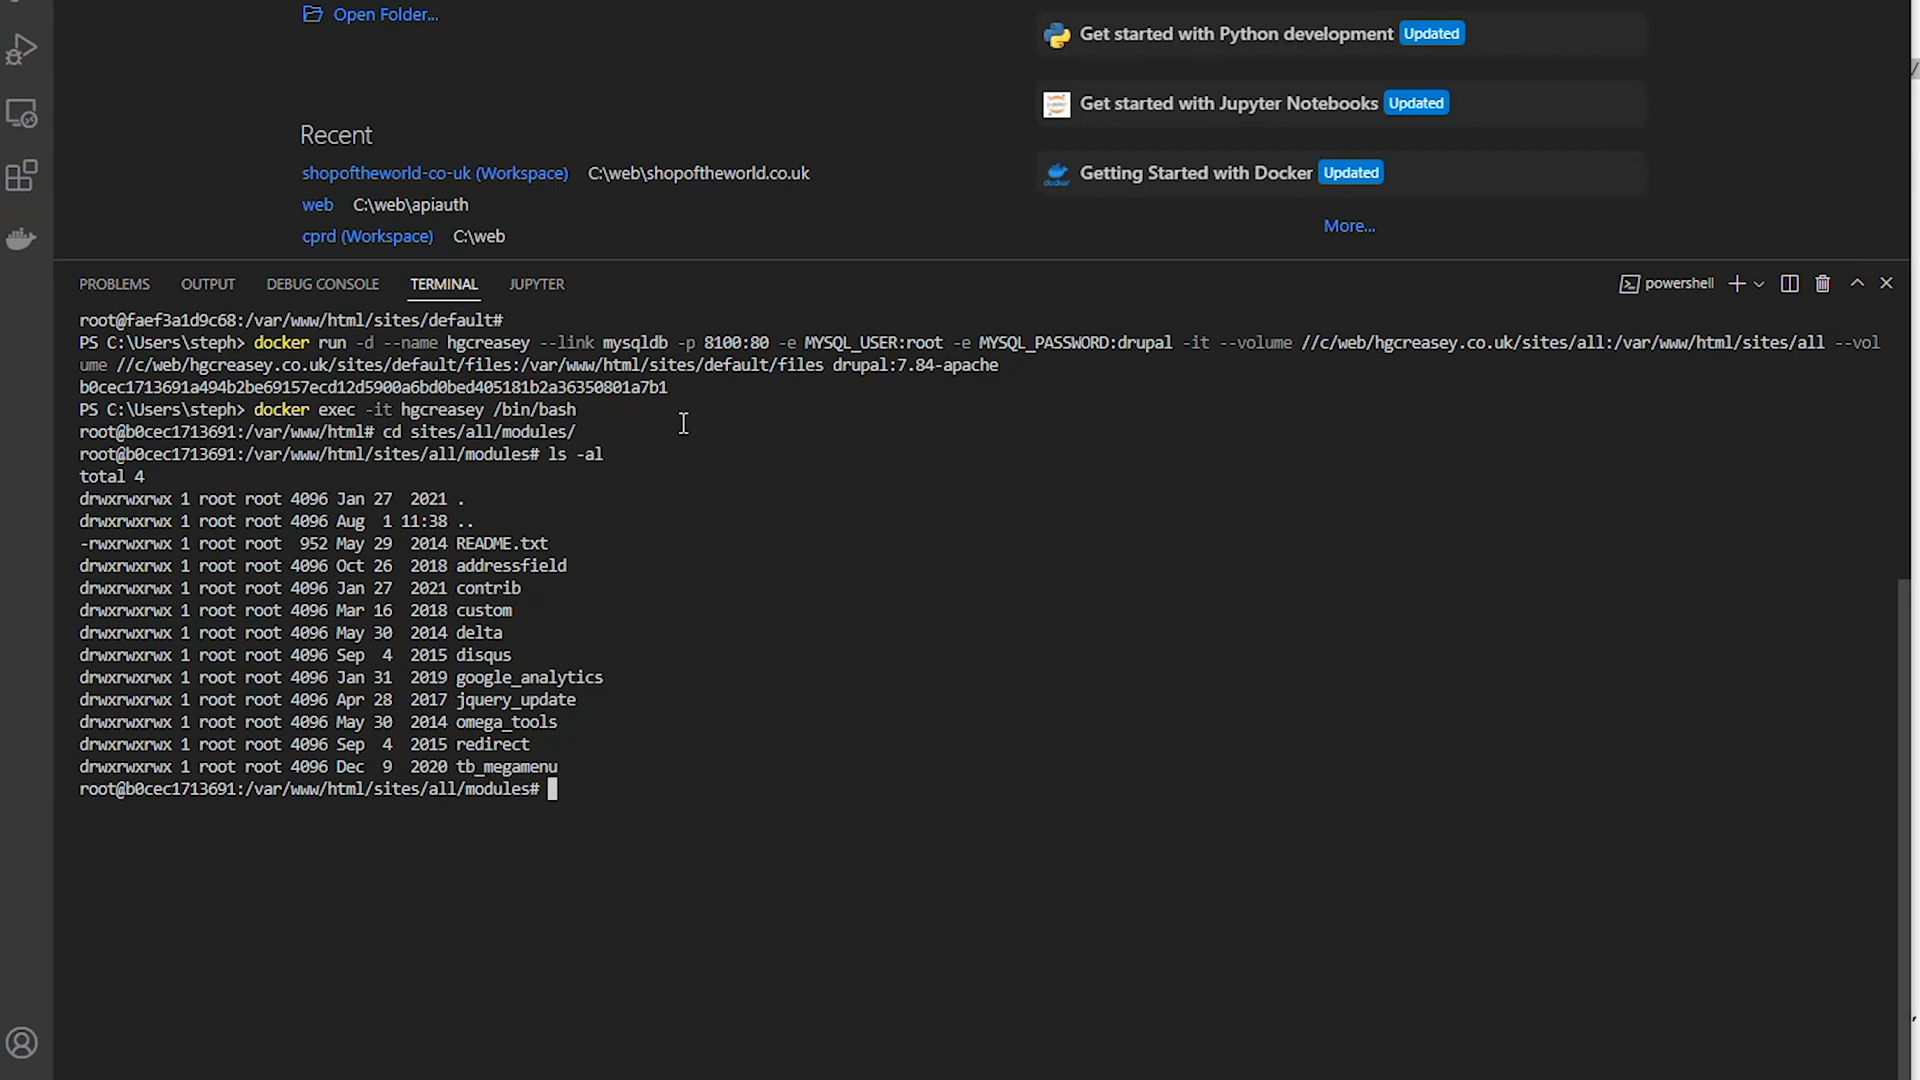 Open Folder...
Get started with Python development Updated
Get started with Jupyter Notebooks Updated
Recent
shopoftheworld-co-uk (Workspace) C:\web\shopoftheworld.co.uk
Getting Started with Docker Updated
web C:\web\apiauth
More...
cprd (Workspace) C:\web
PROBLEMS OUTPUT DEBUG CONSOLE TERMINAL JUPYTER
powershell
root@faef3a1d9c68:/var/www/html/sites/default#
PS C:\Users\steph> docker run -d --name hgcreasey --link mysqldb -p 8100:80 -e MYSQL_USER:root -e MYSQL_PASSWORD:drupal -it --volume //c/web/hgcreasey.co.uk/sites/all:/var/www/html/sites/all --vol
ume //c/web/hgcreasey.co.uk/sites/default/files:/var/www/html/sites/default/files drupal:7.84-apache
b0cec1713691a494b2be69157ecd12d5900a6bd0bed405181b2a36350801a7b1
PS C:\Users\steph> docker exec -it hgcreasey /bin/bash
root@b0cec1713691:/var/www/html# cd sites/all/modules/
root@b0cec1713691:/var/www/html/sites/all/modules# ls -al
total 4
drwxrwxrwx 1 root root 4096 Jan 27  2021 .
drwxrwxrwx 1 root root 4096 Aug  1 11:38 ..
-rwxrwxrwx 1 root root  952 May 29  2014 README.txt
drwxrwxrwx 1 root root 4096 Oct 26  2018 addressfield
drwxrwxrwx 1 root root 4096 Jan 27  2021 contrib
drwxrwxrwx 1 root root 4096 Mar 16  2018 custom
drwxrwxrwx 1 root root 4096 May 30  2014 delta
drwxrwxrwx 1 root root 4096 Sep  4  2015 disqus
drwxrwxrwx 1 root root 4096 Jan 31  2019 google_analytics
drwxrwxrwx 1 root root 4096 Apr 28  2017 jquery_update
drwxrwxrwx 1 root root 4096 May 30  2014 omega_tools
drwxrwxrwx 1 root root 4096 Sep  4  2015 redirect
drwxrwxrwx 1 root root 4096 Dec  9  2020 tb_megamenu
root@b0cec1713691:/var/www/html/sites/all/modules#